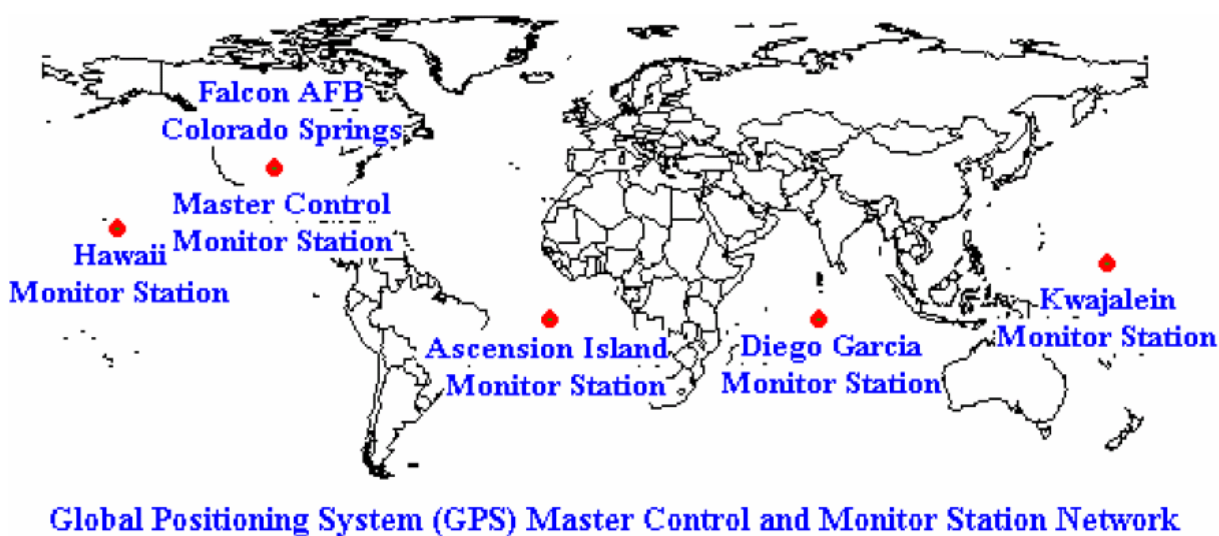 Falcon AFB
Colorado Springs
Master Control
Monitor Station
Hawaii
Monitor Station
Ascension Island
Monitor Station
Diego Garcia
Monitor Station
Kwajalein
Monitor Station
Global Positioning System (GPS) Master Control and Monitor Station Network